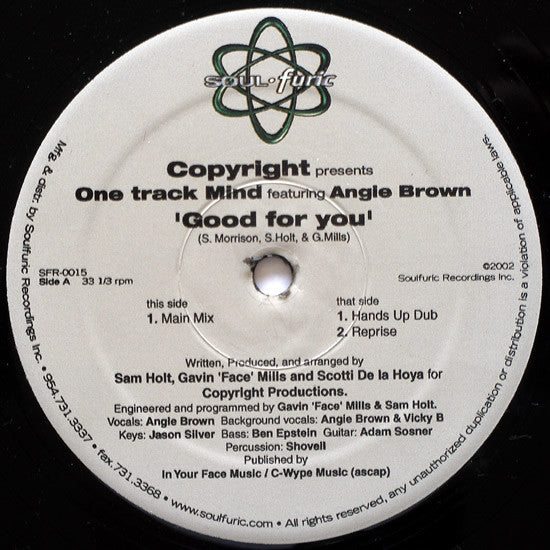 SOUL•furic
Copyright presents
One track Mind featuring Angie Brown
'Good for you'
(S. Morrison, S.Holt, & G.Mills)
SFR-0015
Side A 33 1/3 rpm
©2002
Soulfuric Recordings Inc.
this side
1. Main Mix
that side
1. Hands Up Dub
2. Reprise
Written, Produced, and arranged by
Sam Holt, Gavin 'Face' Mills and Scotti De la Hoya for
Copyright Productions.
Engineered and programmed by Gavin 'Face' Mills & Sam Holt.
Vocals: Angie Brown Background vocals: Angie Brown & Vicky B
Keys: Jason Silver Bass: Ben Epstein Guitar: Adam Sosner
Percussion: Shovell
Published by
In Your Face Music / C-Wype Music (ascap)
Mfg & distr. by Soulfuric Recordings Inc. • 954.731.3337 • fax.731.3368 • www.soulfuric.com • All rights reserved, any unauthorized duplication or distribution is a violation of applicable laws.